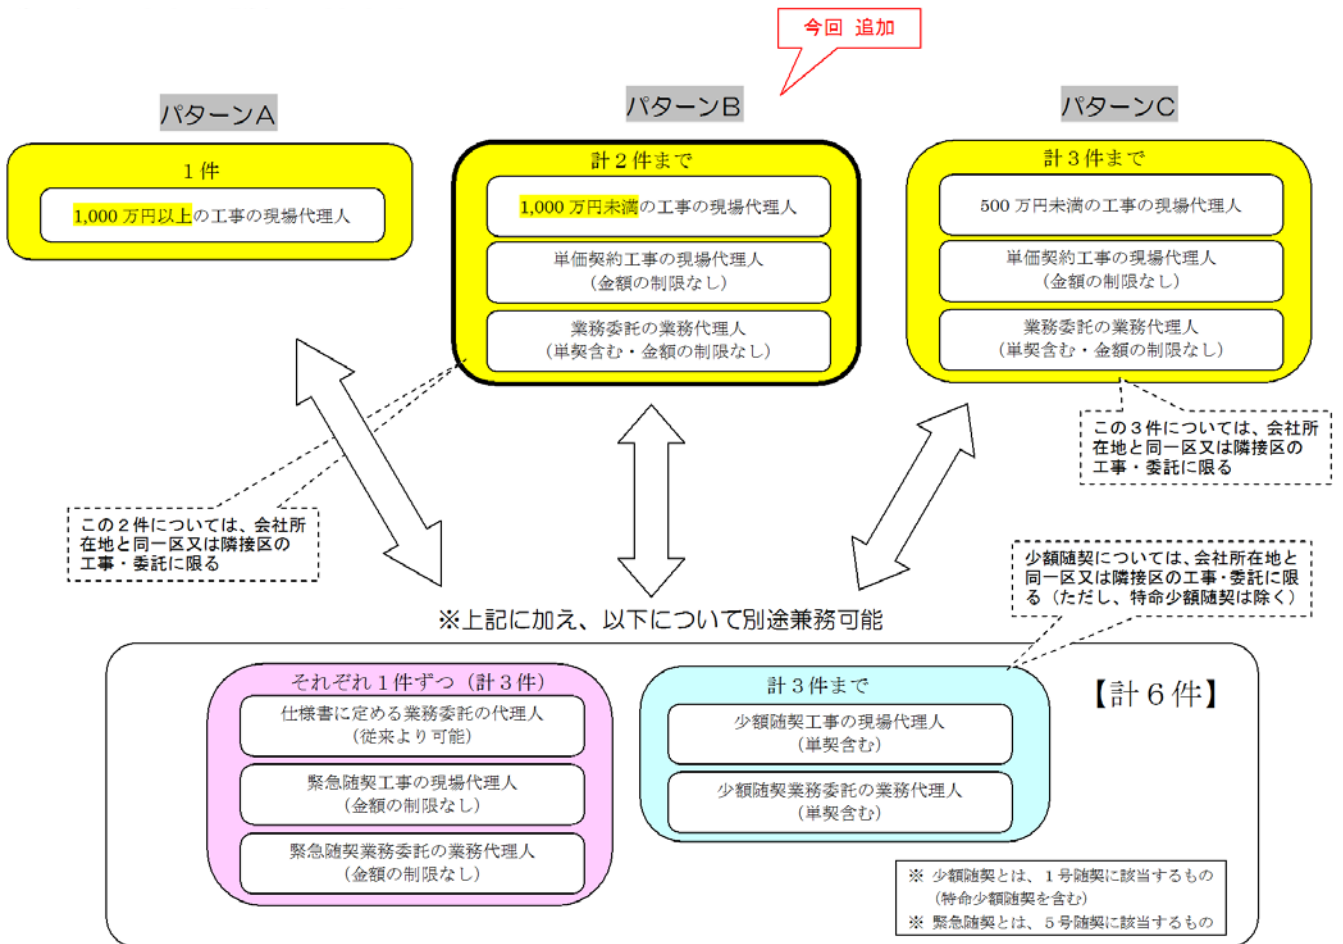 今回 追加
パターンA
1件
1,000 万円以上の工事の現場代理人
パターンB
計2件まで
1,000 万円未満の工事の現場代理人
単価契約工事の現場代理人
(金額の制限なし)
業務委託の業務代理人
(単契含む・金額の制限なし)
パターンC
計3件まで
500 万円未満の工事の現場代理人
単価契約工事の現場代理人
(金額の制限なし)
業務委託の業務代理人
(単契含む・金額の制限なし)
この2件については、会社所
在地と同一区又は隣接区の
工事・委託に限る
この3件については、会社所
在地と同一区又は隣接区の
工事・委託に限る
少額随契については、会社所在地と
同一区又は隣接区の工事・委託に限
る(ただし、特命少額随契は除く)
※上記に加え、以下について別途兼務可能
それぞれ1件ずつ(計3件)
仕様書に定める業務委託の代理人
(従来より可能)
緊急随契工事の現場代理人
(金額の制限なし)
緊急随契業務委託の業務代理人
(金額の制限なし)
計3件まで
少額随契工事の現場代理人
(単契含む)
少額随契業務委託の業務代理人
(単契含む)
【計6件】
※ 少額随契とは、1号随契に該当するもの
(特命少額随契を含む)
※ 緊急随契とは、5号随契に該当するもの